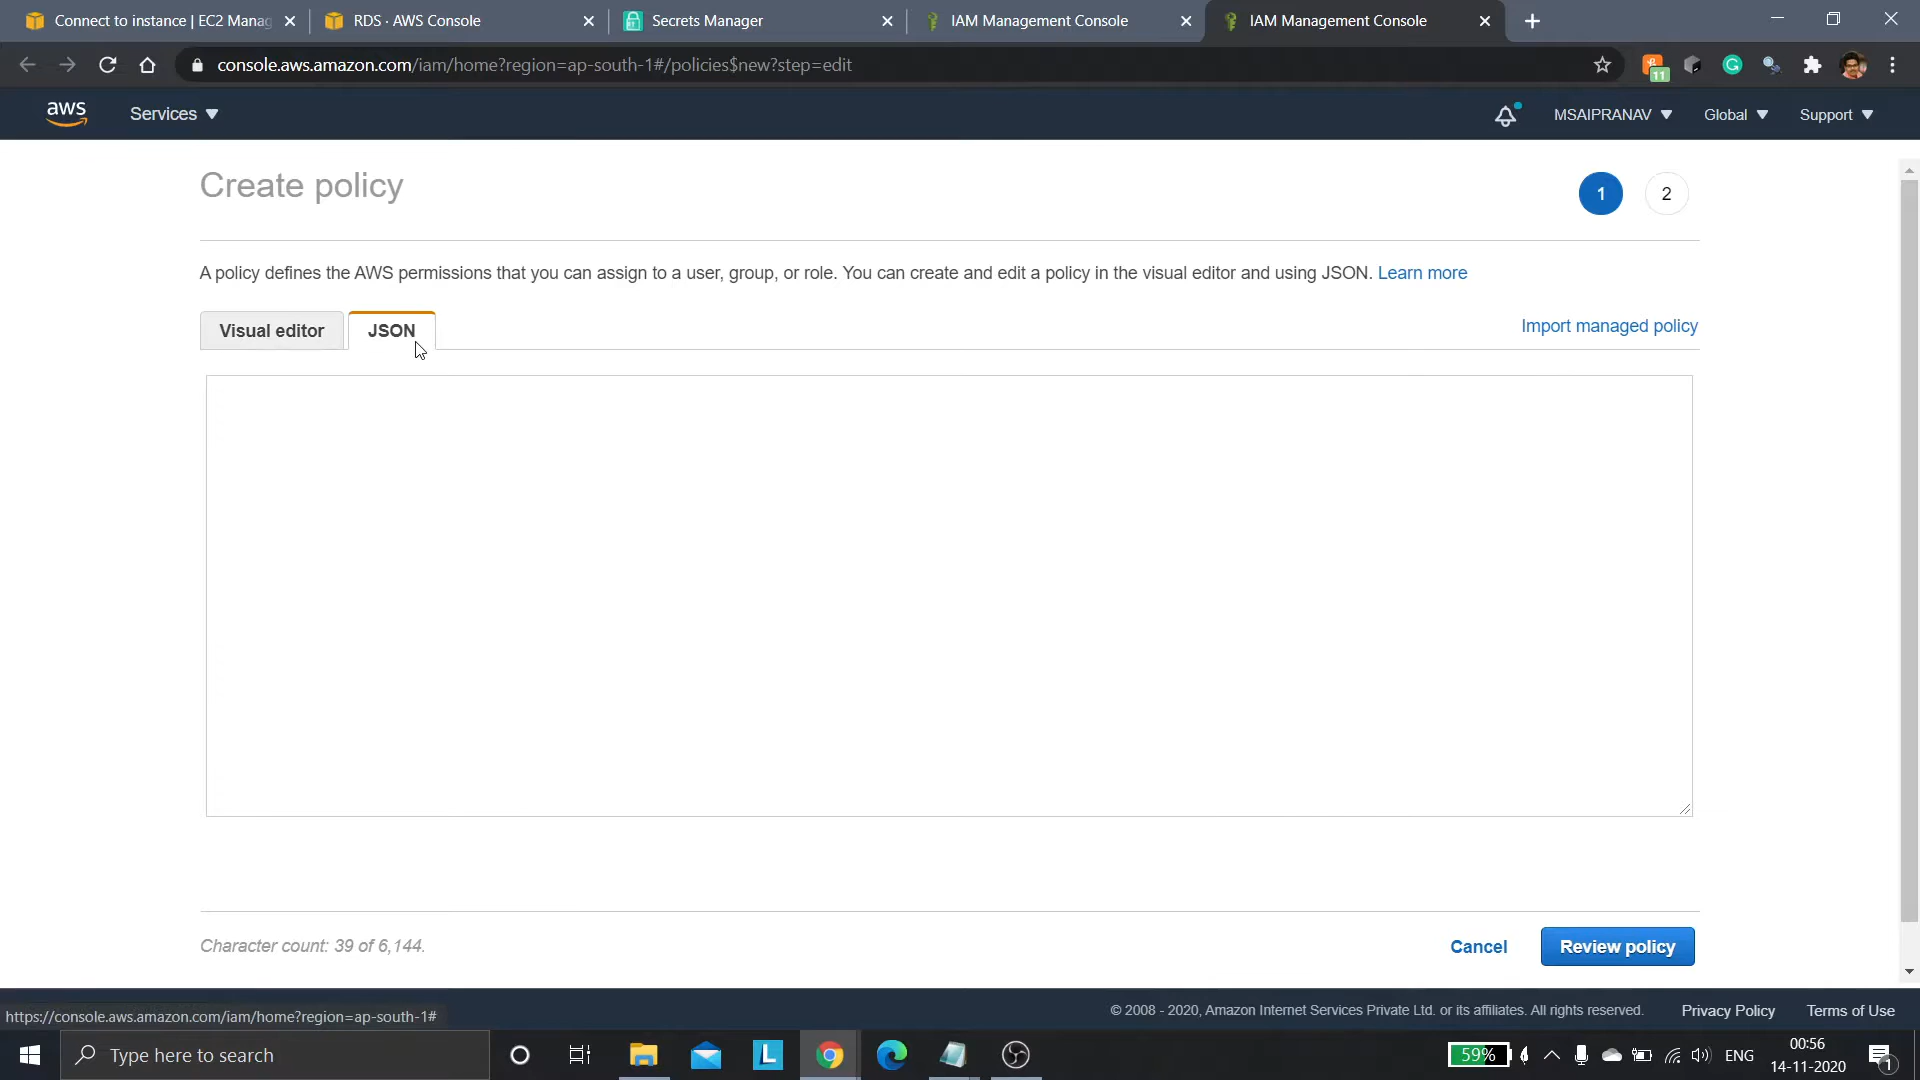 Connect to instance | EC2 Manag
RDS · AWS Console
Secrets Manager
IAM Management Console
IAM Management Console
console.aws.amazon.com/iam/home?region=ap-south-1#/policies$new?step=edit
11
aws
Services
MSAIPRANAV
Global
Support
Create policy
1
2
A policy defines the AWS permissions that you can assign to a user, group, or role. You can create and edit a policy in the visual editor and using JSON. Learn more
Visual editor
JSON
Import managed policy
Character count: 39 of 6,144.
Cancel
Review policy
© 2008 - 2020, Amazon Internet Services Private Ltd. or its affiliates. All rights reserved.
Privacy Policy
Terms of Use
https://console.aws.amazon.com/iam/home?region=ap-south-1#
Type here to search
L
59%
ENG
00:56
14-11-2020
1